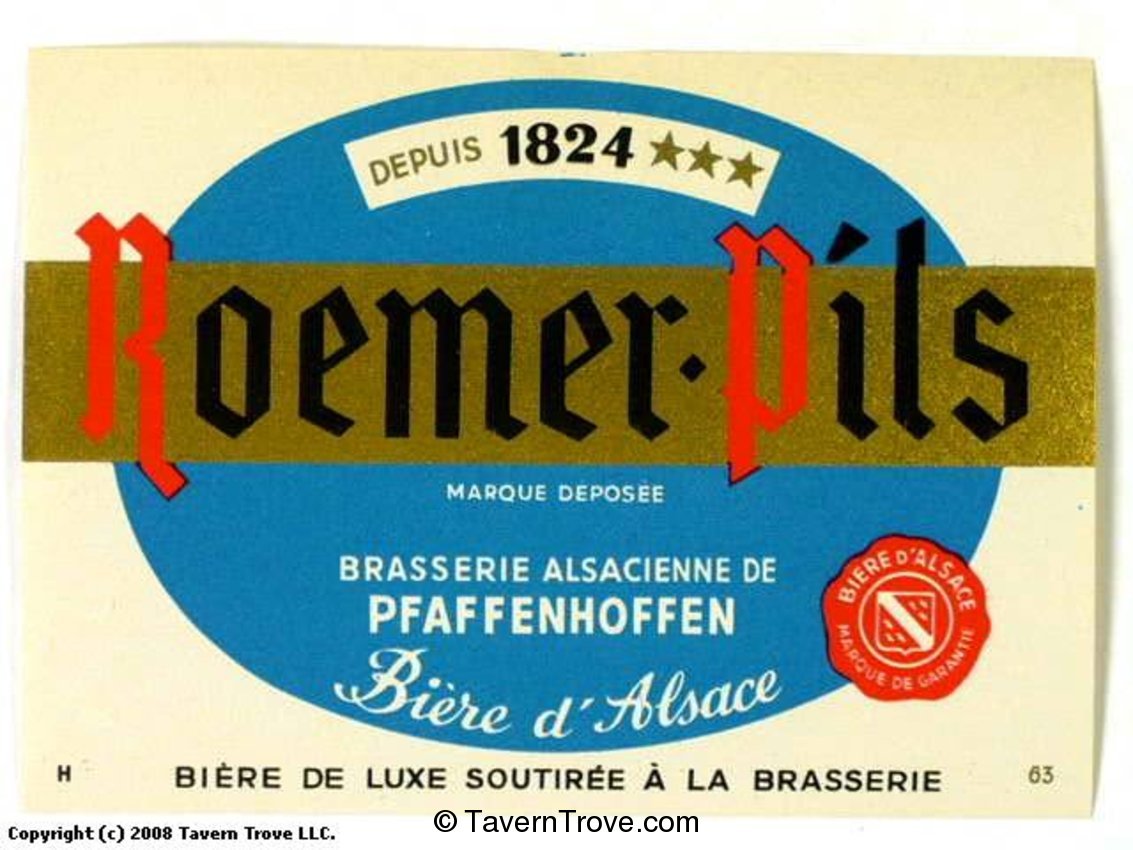 DEPUIS 1824 ★★★
Roemer·Pils
MARQUE DEPOSÉE
BRASSERIE ALSACIENNE DE
PFAFFENHOFFEN
Bière d'Alsace
BIÈRE D'ALSACE
MARQUE DE GARANTIE
H BIÈRE DE LUXE SOUTIRÉE À LA BRASSERIE 63
Copyright (c) 2008 Tavern Trove LLC.
© TavernTrove.com